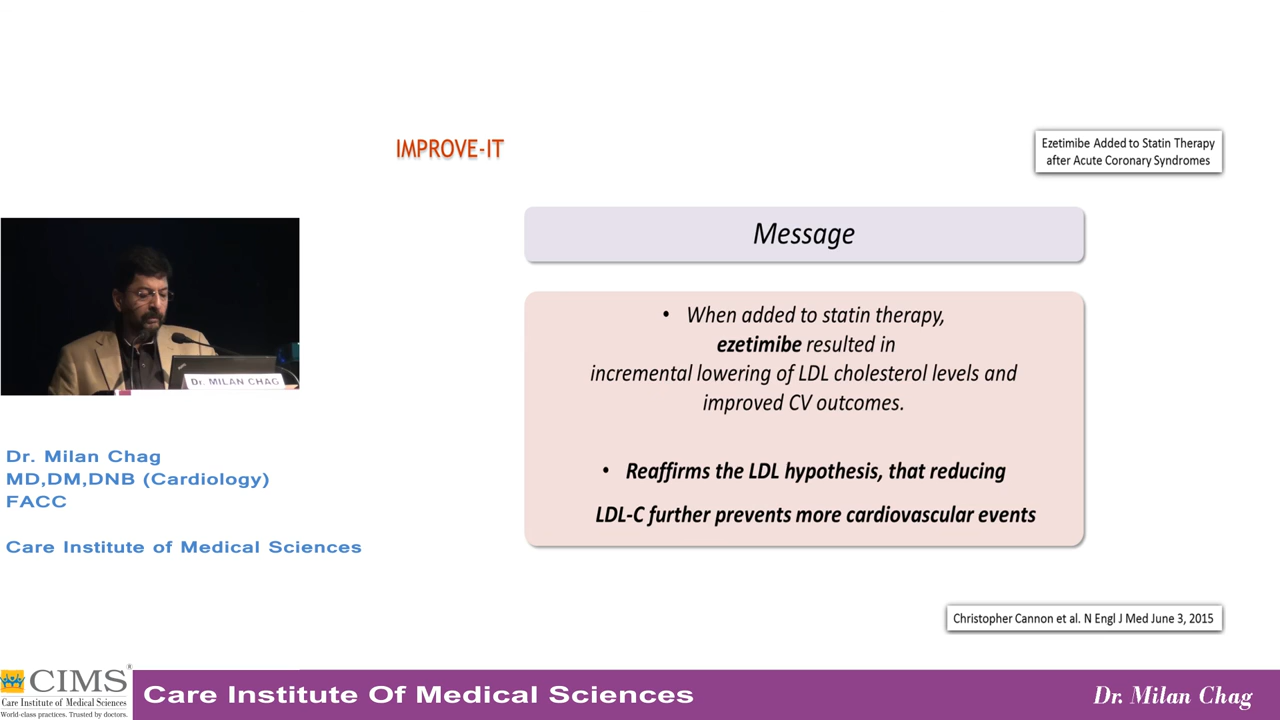 IMPROVE-IT
Ezetimibe Added to Statin Therapy
after Acute Coronary Syndromes
Message
• When added to statin therapy,
ezetimibe resulted in
incremental lowering of LDL cholesterol levels and
improved CV outcomes.
• Reaffirms the LDL hypothesis, that reducing
LDL-C further prevents more cardiovascular events
Dr. MILAN CHAG
Dr. Milan Chag
MD,DM,DNB (Cardiology)
FACC
Care Institute of Medical Sciences
Christopher Cannon et al. N Engl J Med June 3, 2015
CIMS®
Care Institute of Medical Sciences
World-class practices. Trusted by doctors.
Care Institute Of Medical Sciences
Dr. Milan Chag